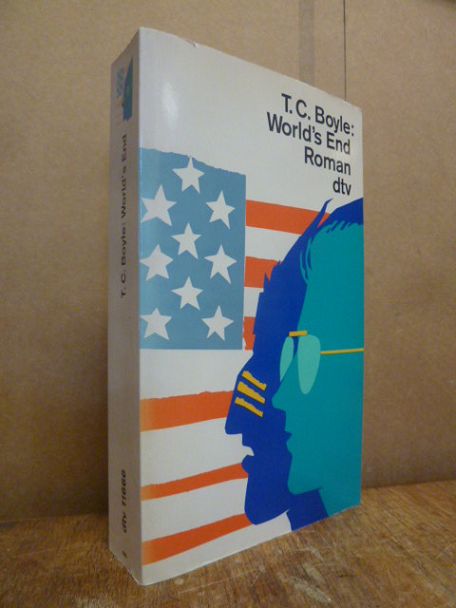 T.C. Boyle:
World's End
Roman
dtv
T. C. Boyle: World's End
dtv 11666